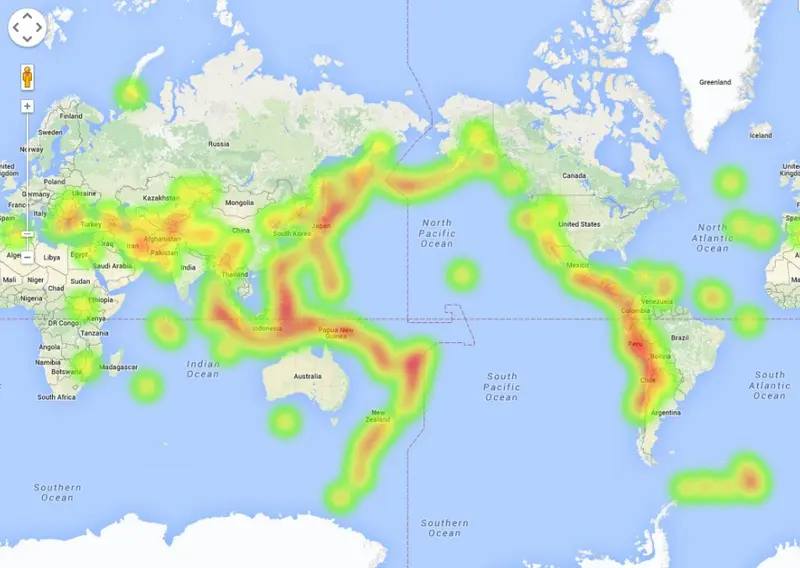 Greenland
Finland
Iceland
Sweden
Russia
Norway
United
Kingdom
Canada
Poland
Germany
Ukraine
Kazakhstan
Mongolia
France
Italy
Spain
Turkey
Japan
North
Pacific
Ocean
United States
North
Atlantic
Ocean
South Korea
China
Iraq
Iran
Afghanistan
Pakistan
Algeria
Libya
Egypt
Saudi Arabia
India
Mexico
Mali
Niger
Chad
Sudan
Thailand
Nigeria
Ethiopia
Venezuela
Colombia
Kenya
DR Congo
Indonesia
Papua New
Guinea
Tanzania
Brazil
Peru
Angola
Namibia
Bolivia
Botswana
Madagascar
Indian
Ocean
Australia
South
Pacific
Ocean
Chile
South
Atlantic
Ocean
South Africa
New
Zealand
Argentina
Southern
Ocean
Southern
Ocean